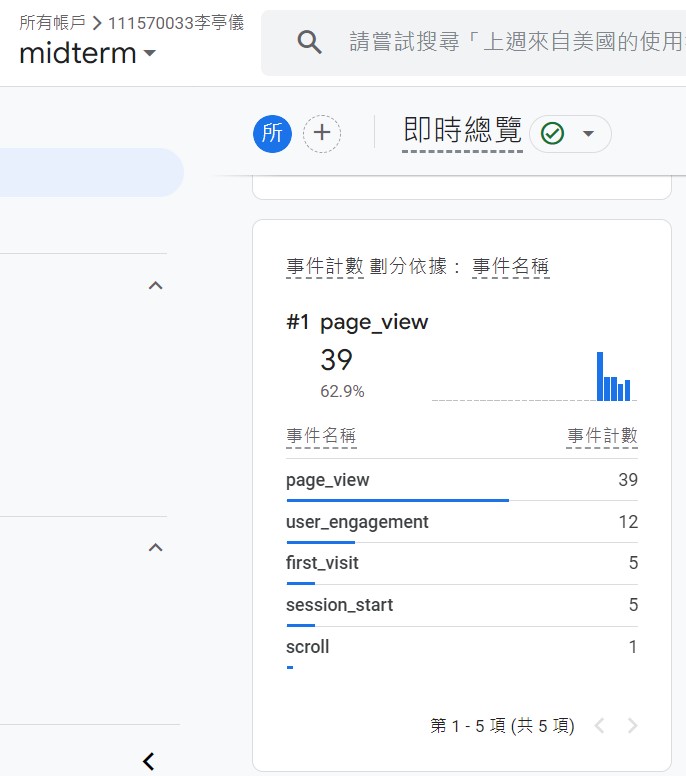 所有帳戶 > 111570033李亭儀
midterm
請嘗試搜尋「上週來自美國的使用
所
即時總覽
事件計數 劃分依據： 事件名稱
#1 page_view
39
62.9%
事件名稱 事件計數
page_view 39
user_engagement 12
first_visit 5
session_start 5
scroll 1
第 1 - 5 項 (共 5 項)